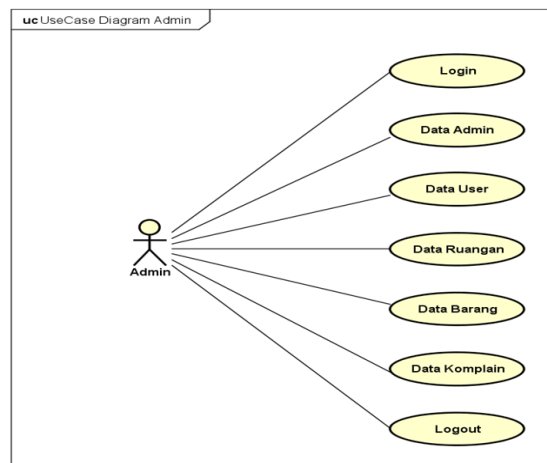 uc UseCase Diagram Admin
Login
Data Admin
Data User
Data Ruangan
Admin
Data Barang
Data Komplain
Logout